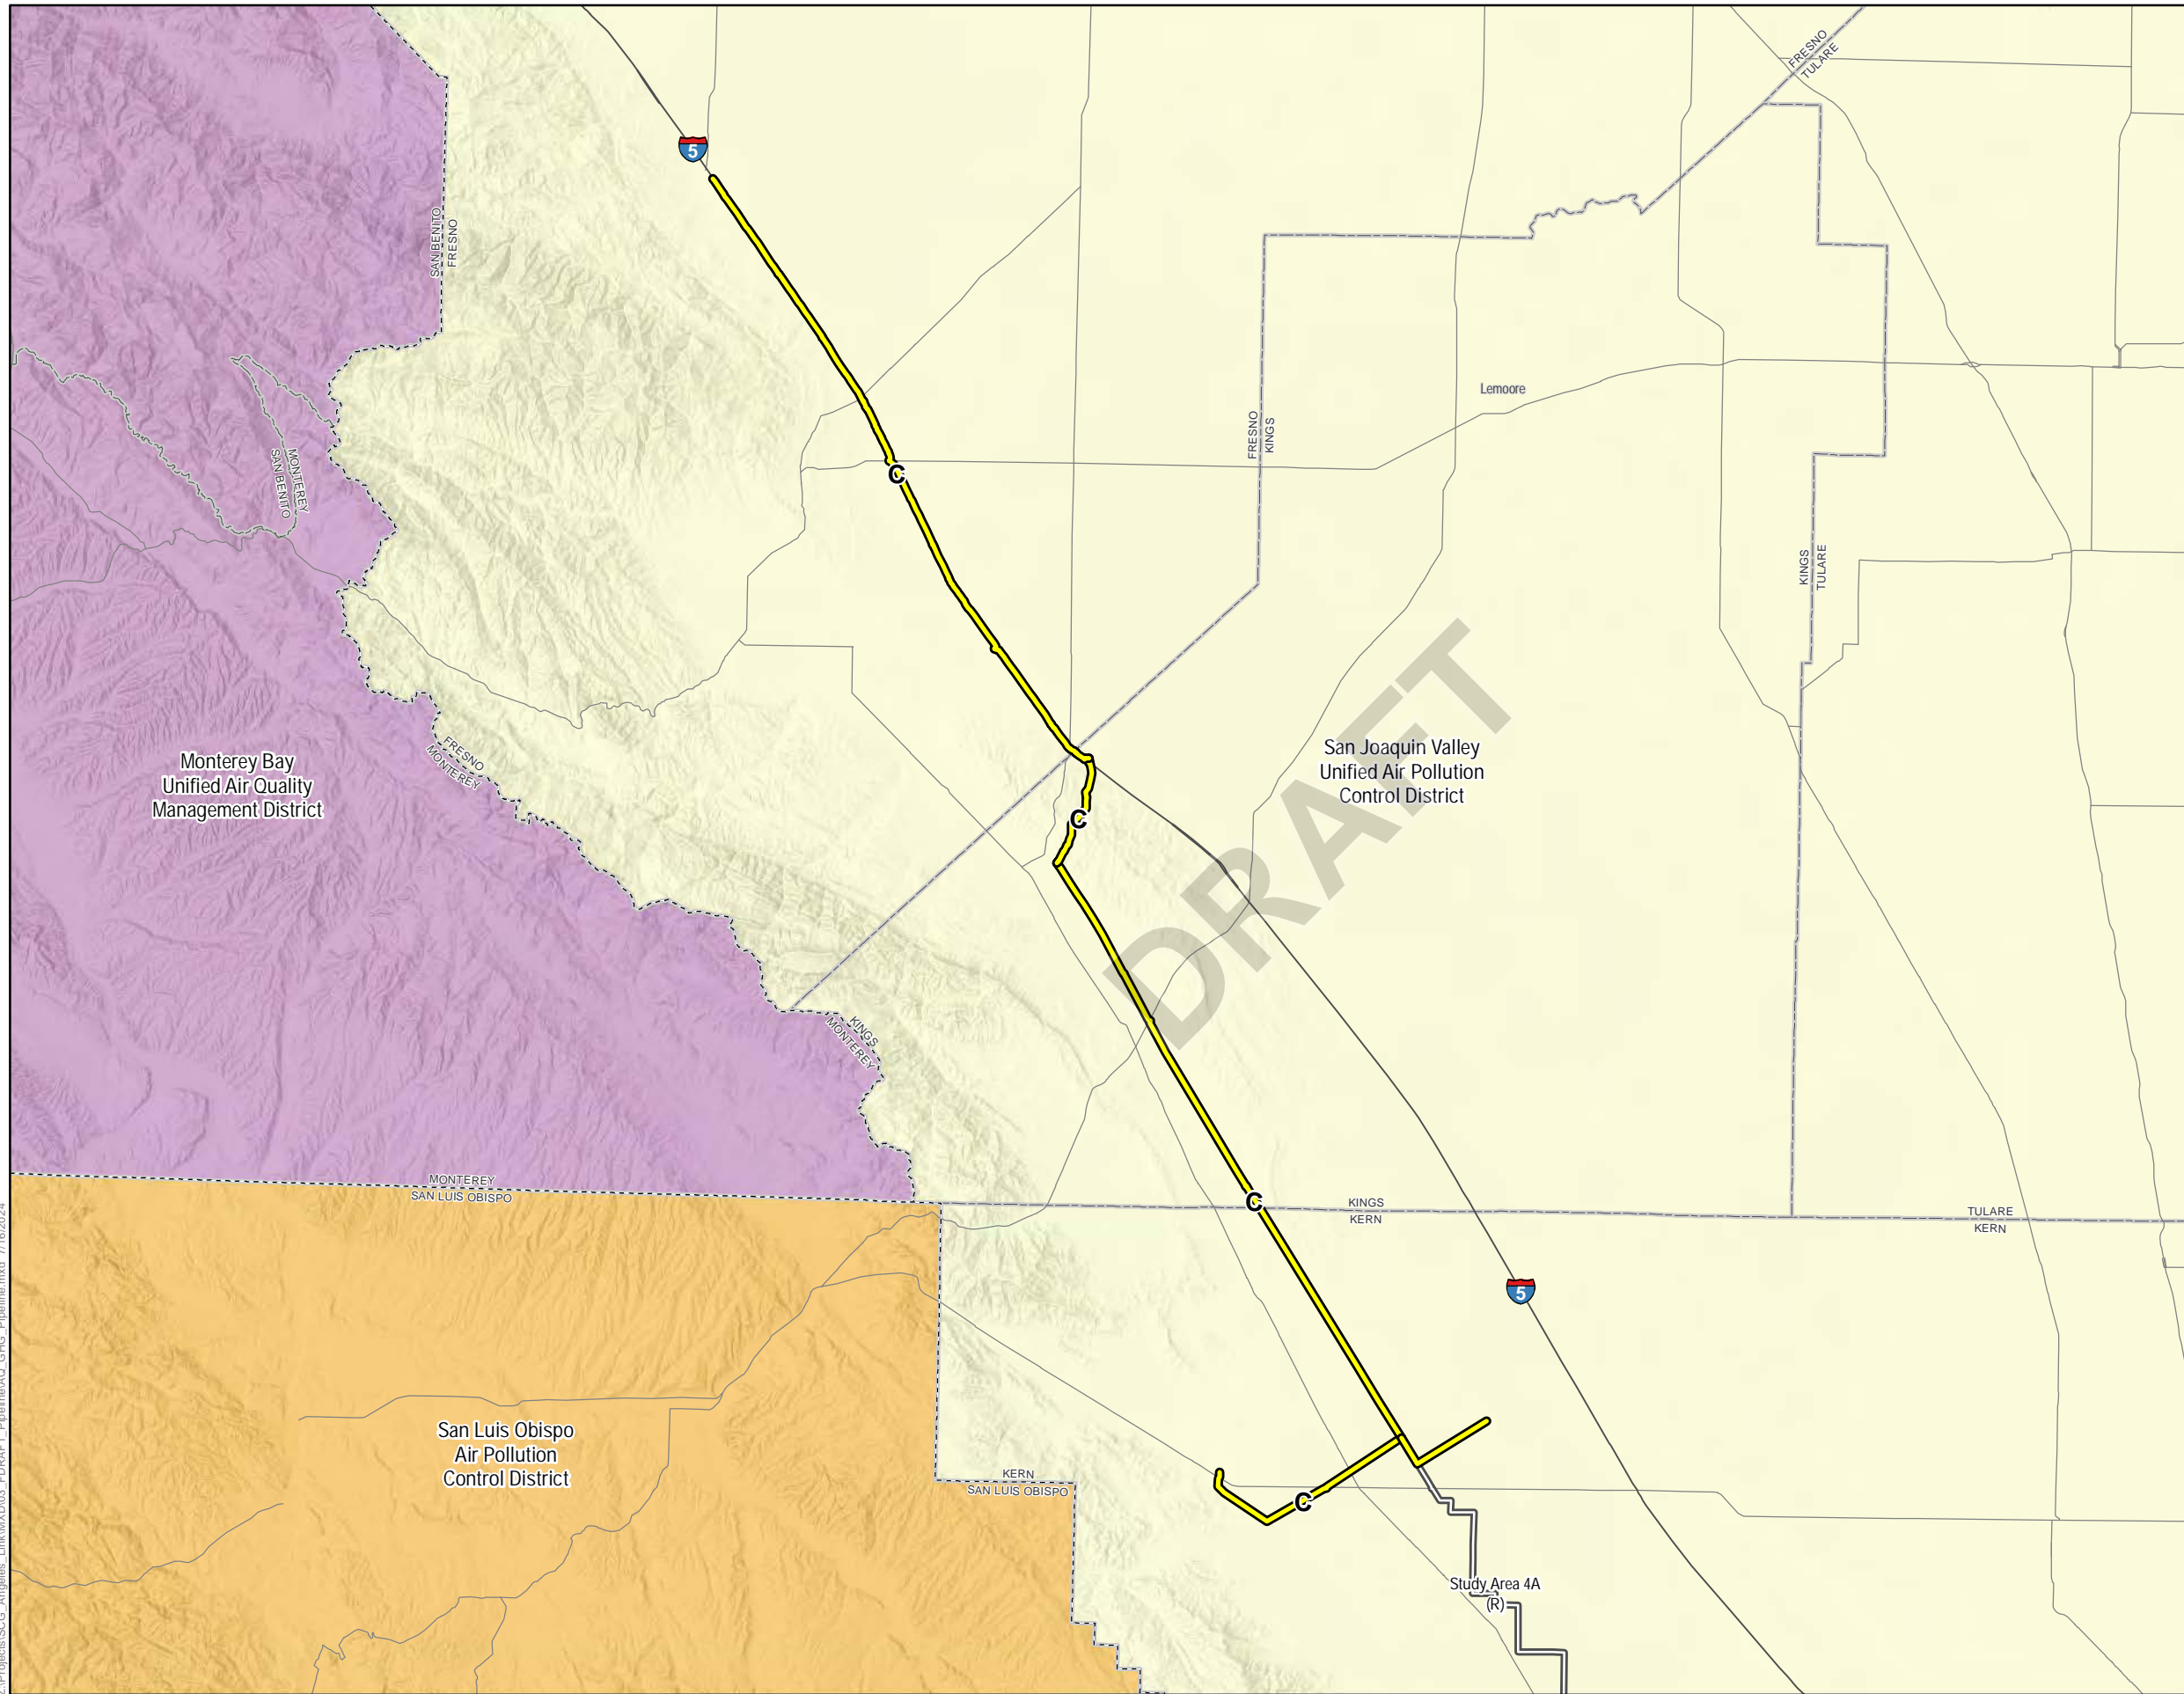 FRESNO
TULARE
5
SAN BENITO
FRESNO
Lemoore
FRESNO
KINGS
MONTEREY
SAN BENITO
C
KINGS
TULARE
DRAFT
San Joaquin Valley
Unified Air Pollution
Control District
Monterey Bay
Unified Air Quality
Management District
FRESNO
MONTEREY
C
KINGS
MONTEREY
MONTEREY
SAN LUIS OBISPO
C
KINGS
KERN
TULARE
KERN
5
San Luis Obispo
Air Pollution
Control District
KERN
SAN LUIS OBISPO
C
Study Area 4A
(R)